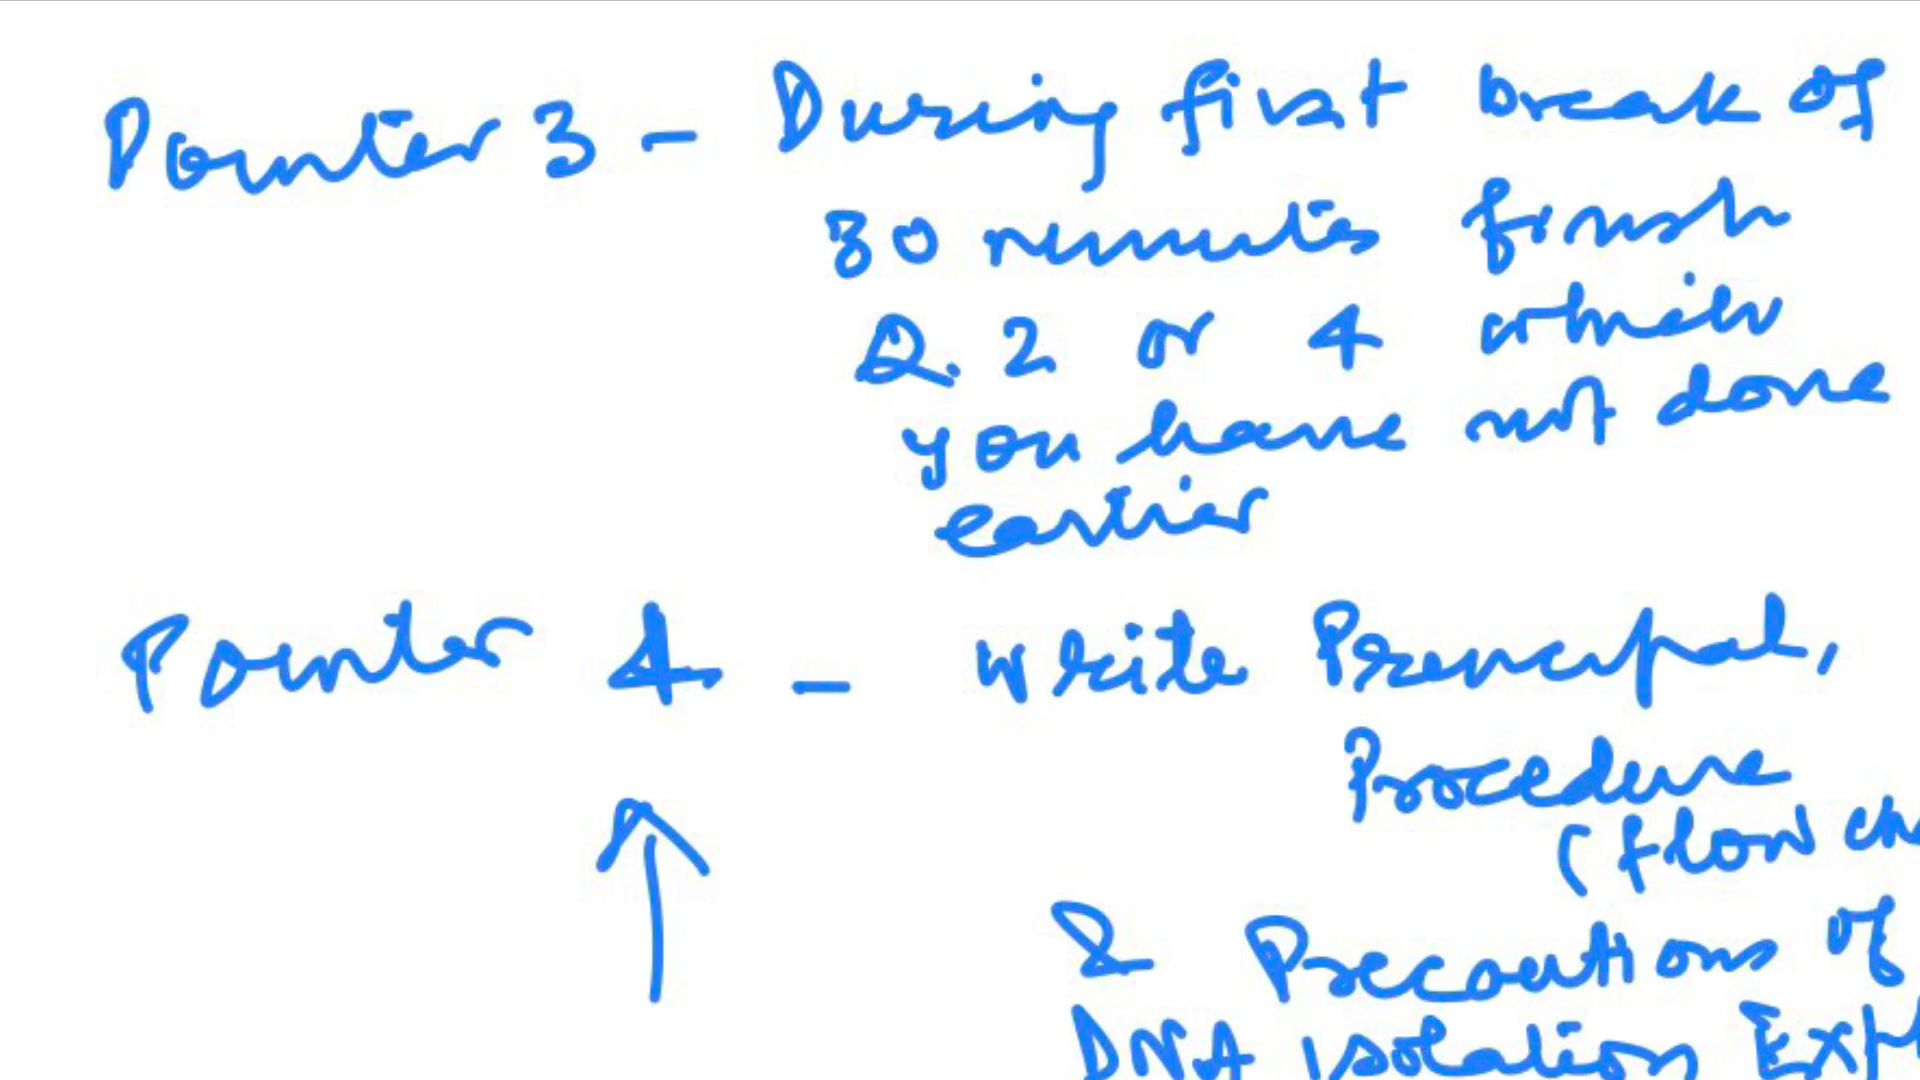 Pointer 3 - During first break of
30 minutes finish
Q. 2 or 4 which
you have not done
earlier
Pointer 4 - Write Principal,
Procedure
(flow
& Precautions of
DNA isolation